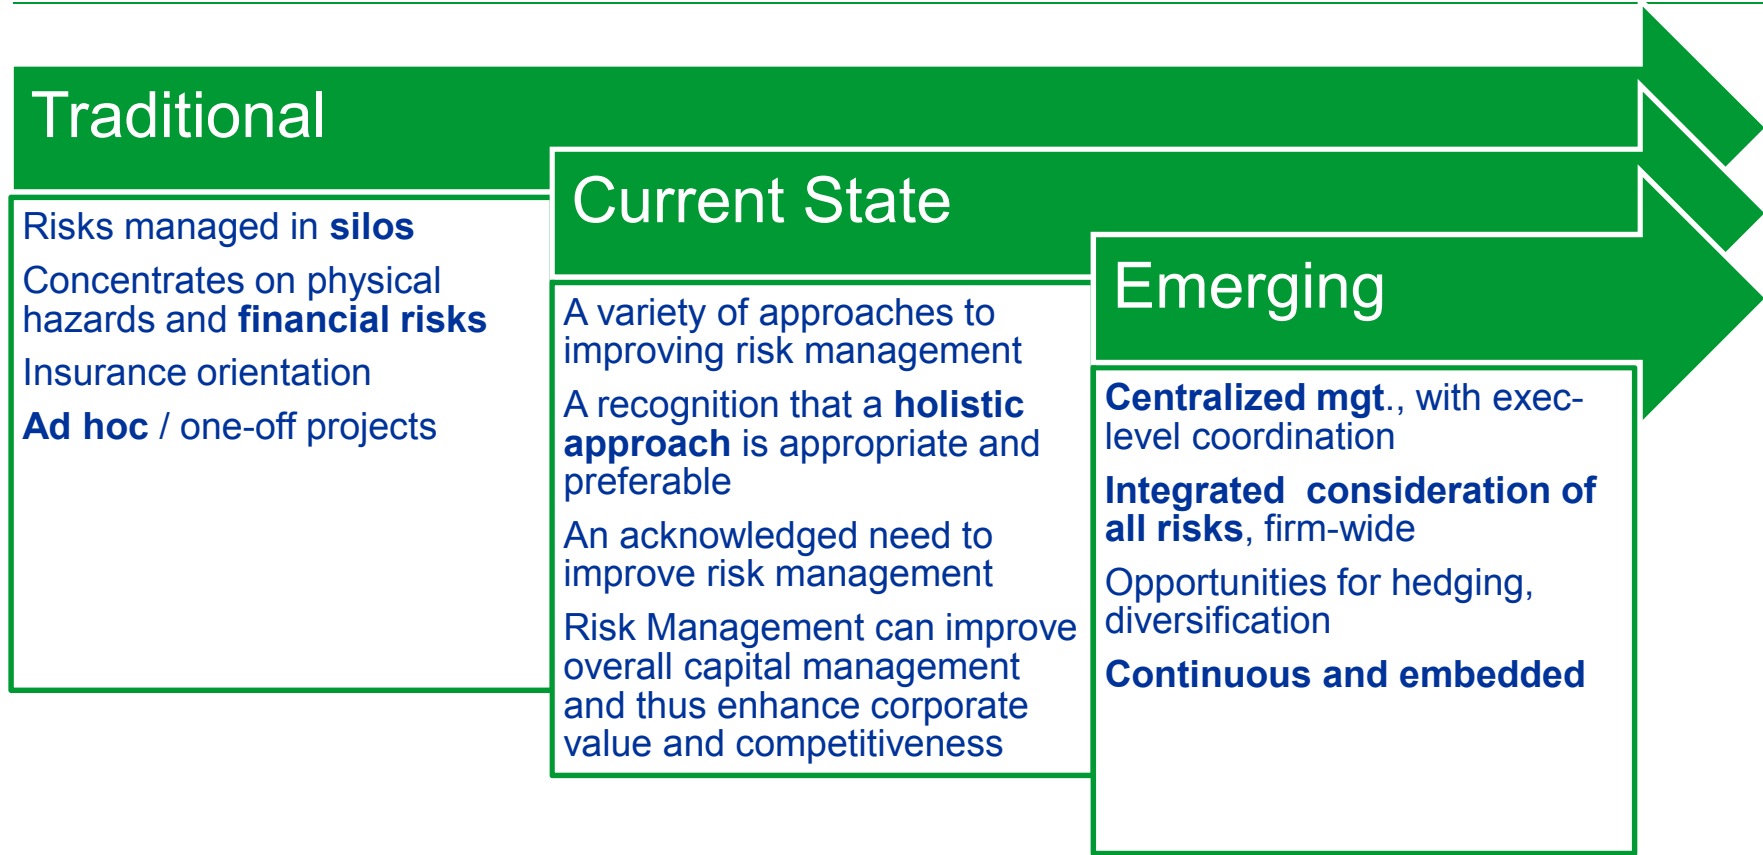 Traditional
Risks managed in silos
Concentrates on physical
hazards and financial risks
Insurance orientation
Ad hoc / one-off projects
Current State
A variety of approaches to
improving risk management
A recognition that a holistic
approach is appropriate and
preferable
An acknowledged need to
improve risk management
Risk Management can improve
overall capital management
and thus enhance corporate
value and competitiveness
Emerging
Centralized mgt., with exec-
level coordination
Integrated  consideration of
all risks, firm-wide
Opportunities for hedging,
diversification
Continuous and embedded